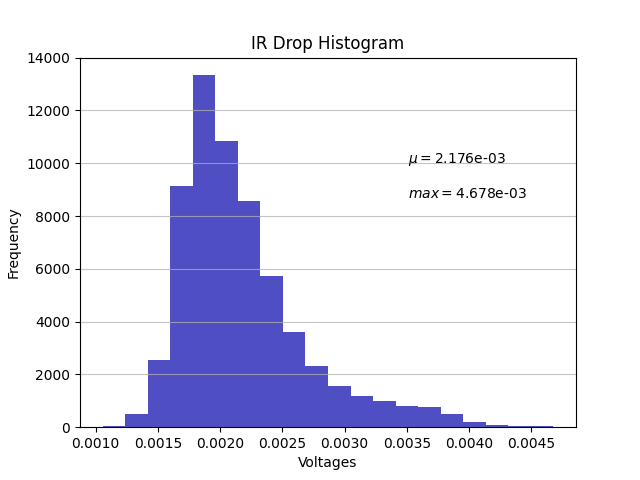 IR Drop Histogram
14000
12000
10000
8000
6000
4000
2000
0
Frequency
μ = 2.176e-03
max = 4.678e-03
0.0010 0.0015 0.0020 0.0025 0.0030 0.0035 0.0040 0.0045
Voltages